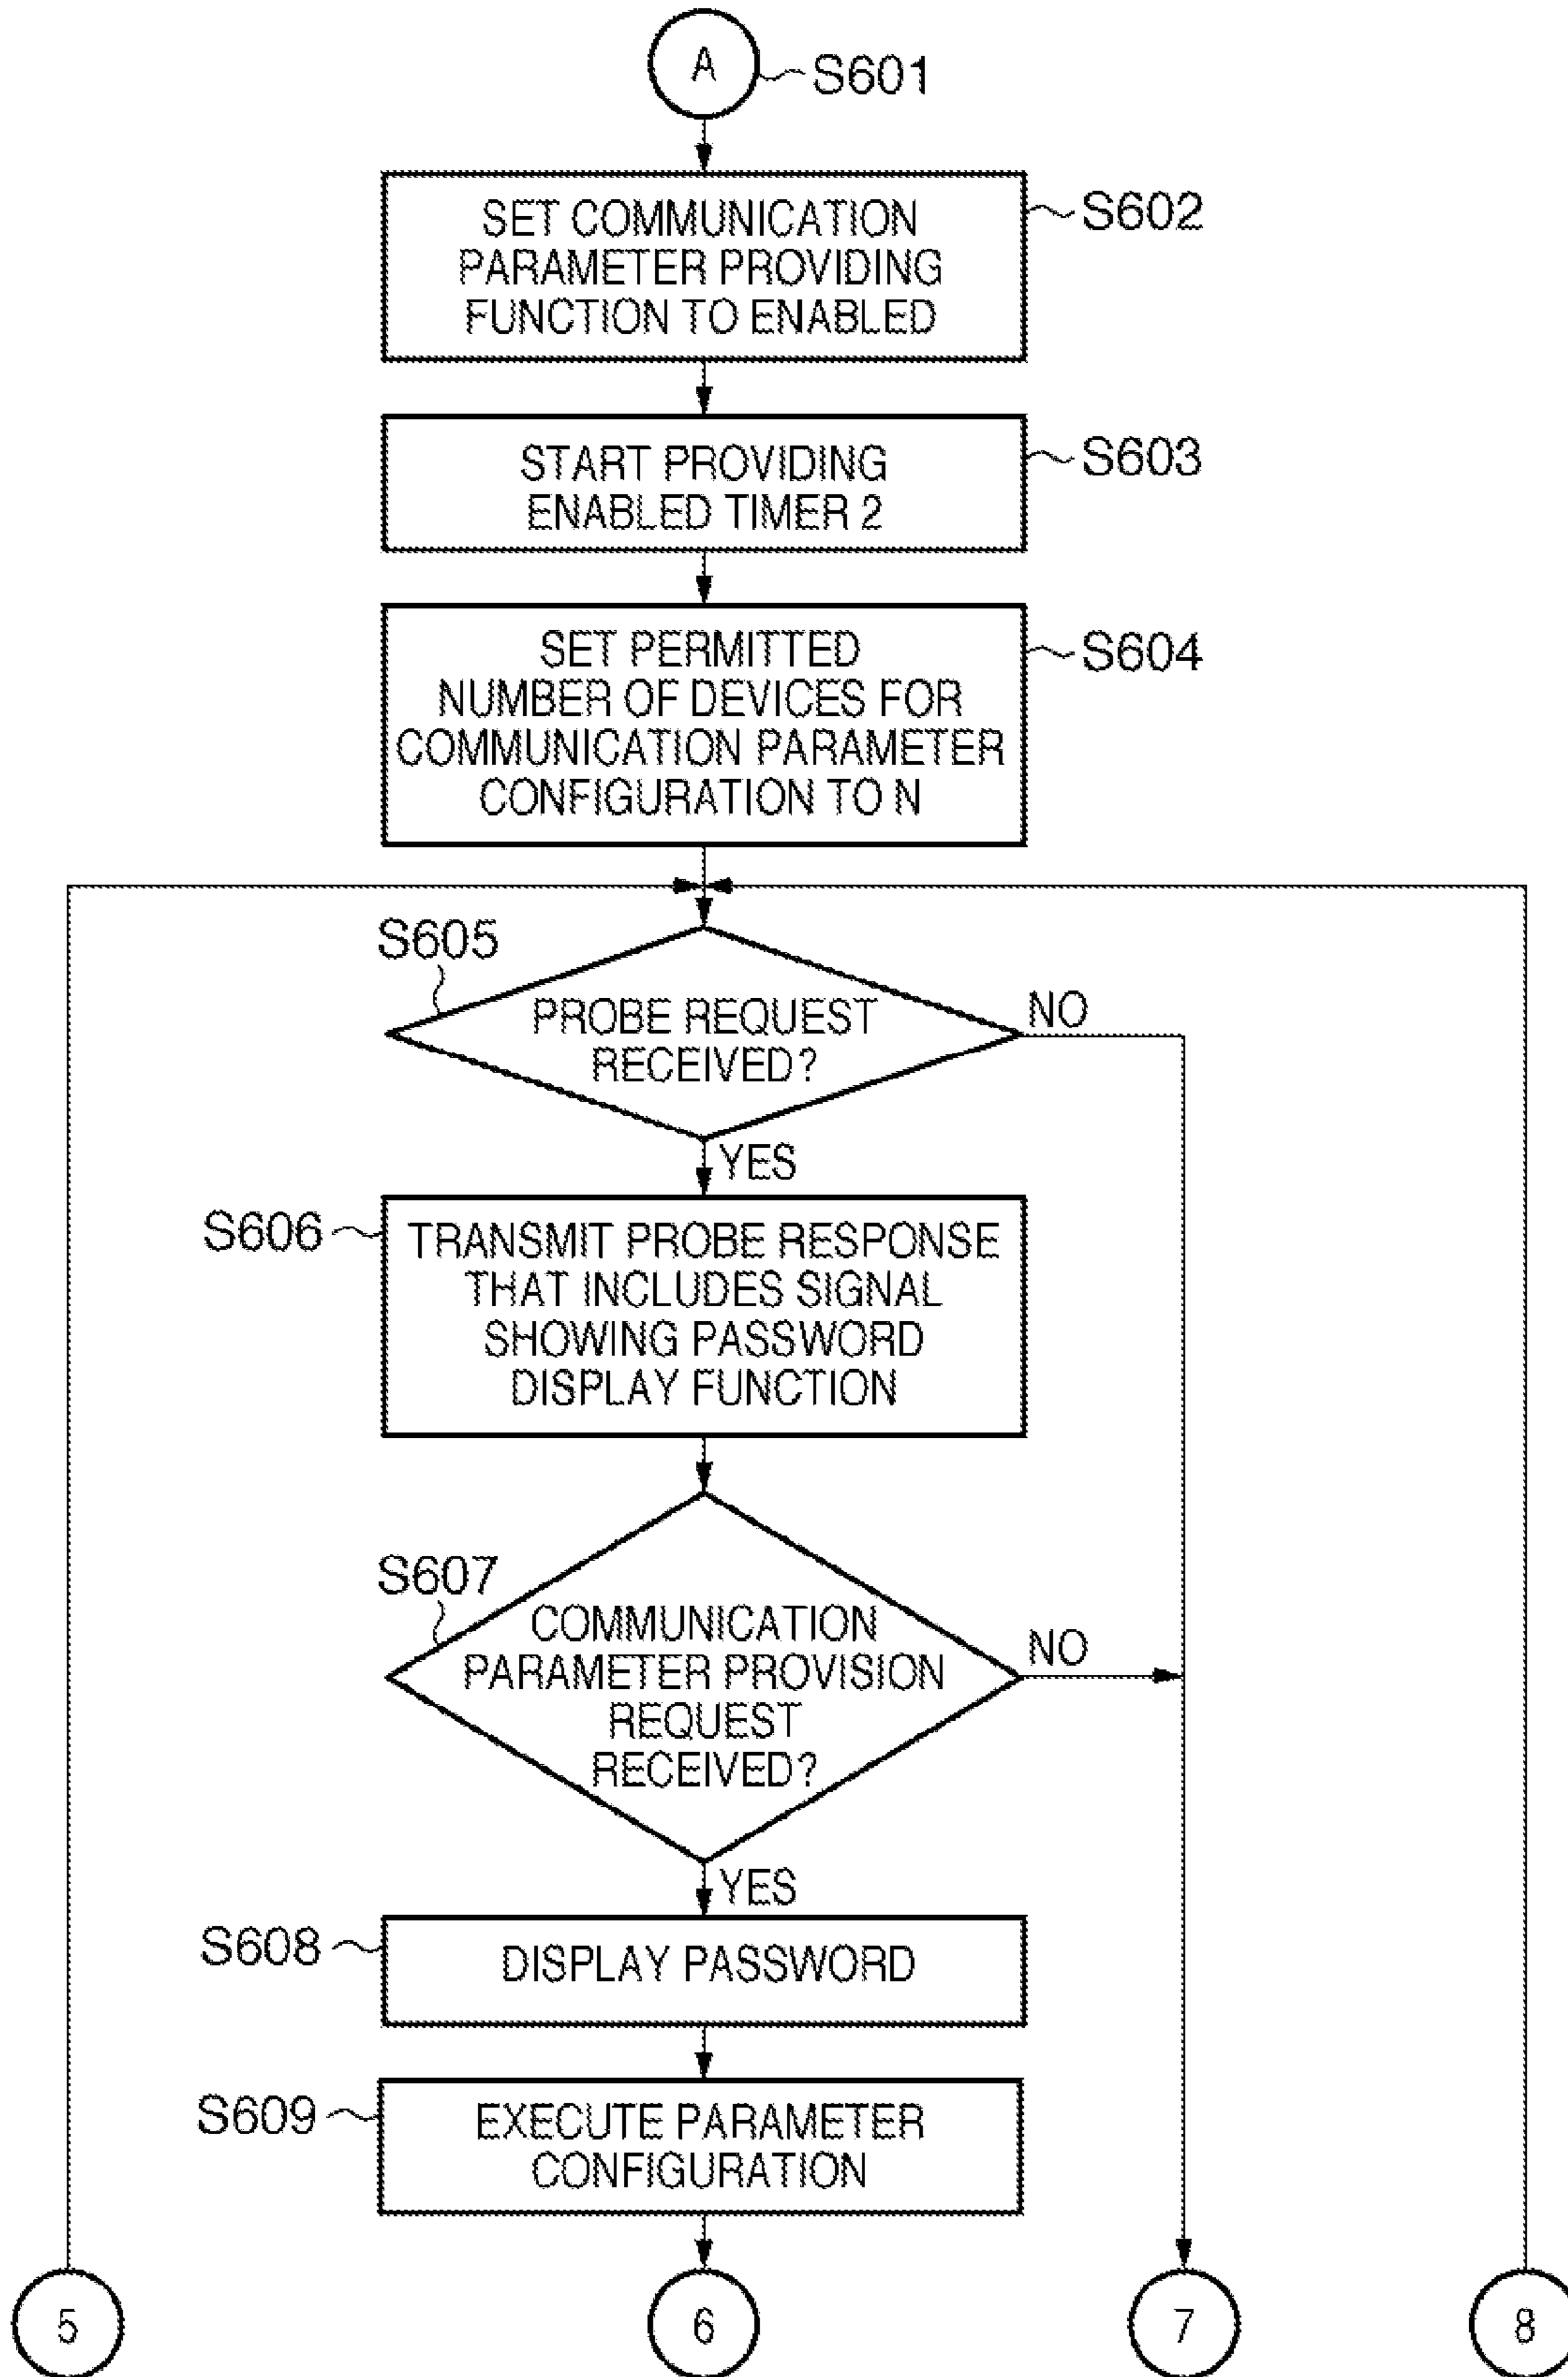 A
S601
SET COMMUNICATION
PARAMETER PROVIDING
FUNCTION TO ENABLED
S602
START PROVIDING
ENABLED TIMER 2
S603
SET PERMITTED
NUMBER OF DEVICES FOR
COMMUNICATION PARAMETER
CONFIGURATION TO N
S604
S605
PROBE REQUEST
RECEIVED?
NO
YES
S606
TRANSMIT PROBE RESPONSE
THAT INCLUDES SIGNAL
SHOWING PASSWORD
DISPLAY FUNCTION
S607
COMMUNICATION
PARAMETER PROVISION
REQUEST
RECEIVED?
NO
YES
S608
DISPLAY PASSWORD
S609
EXECUTE PARAMETER
CONFIGURATION
5
6
7
8